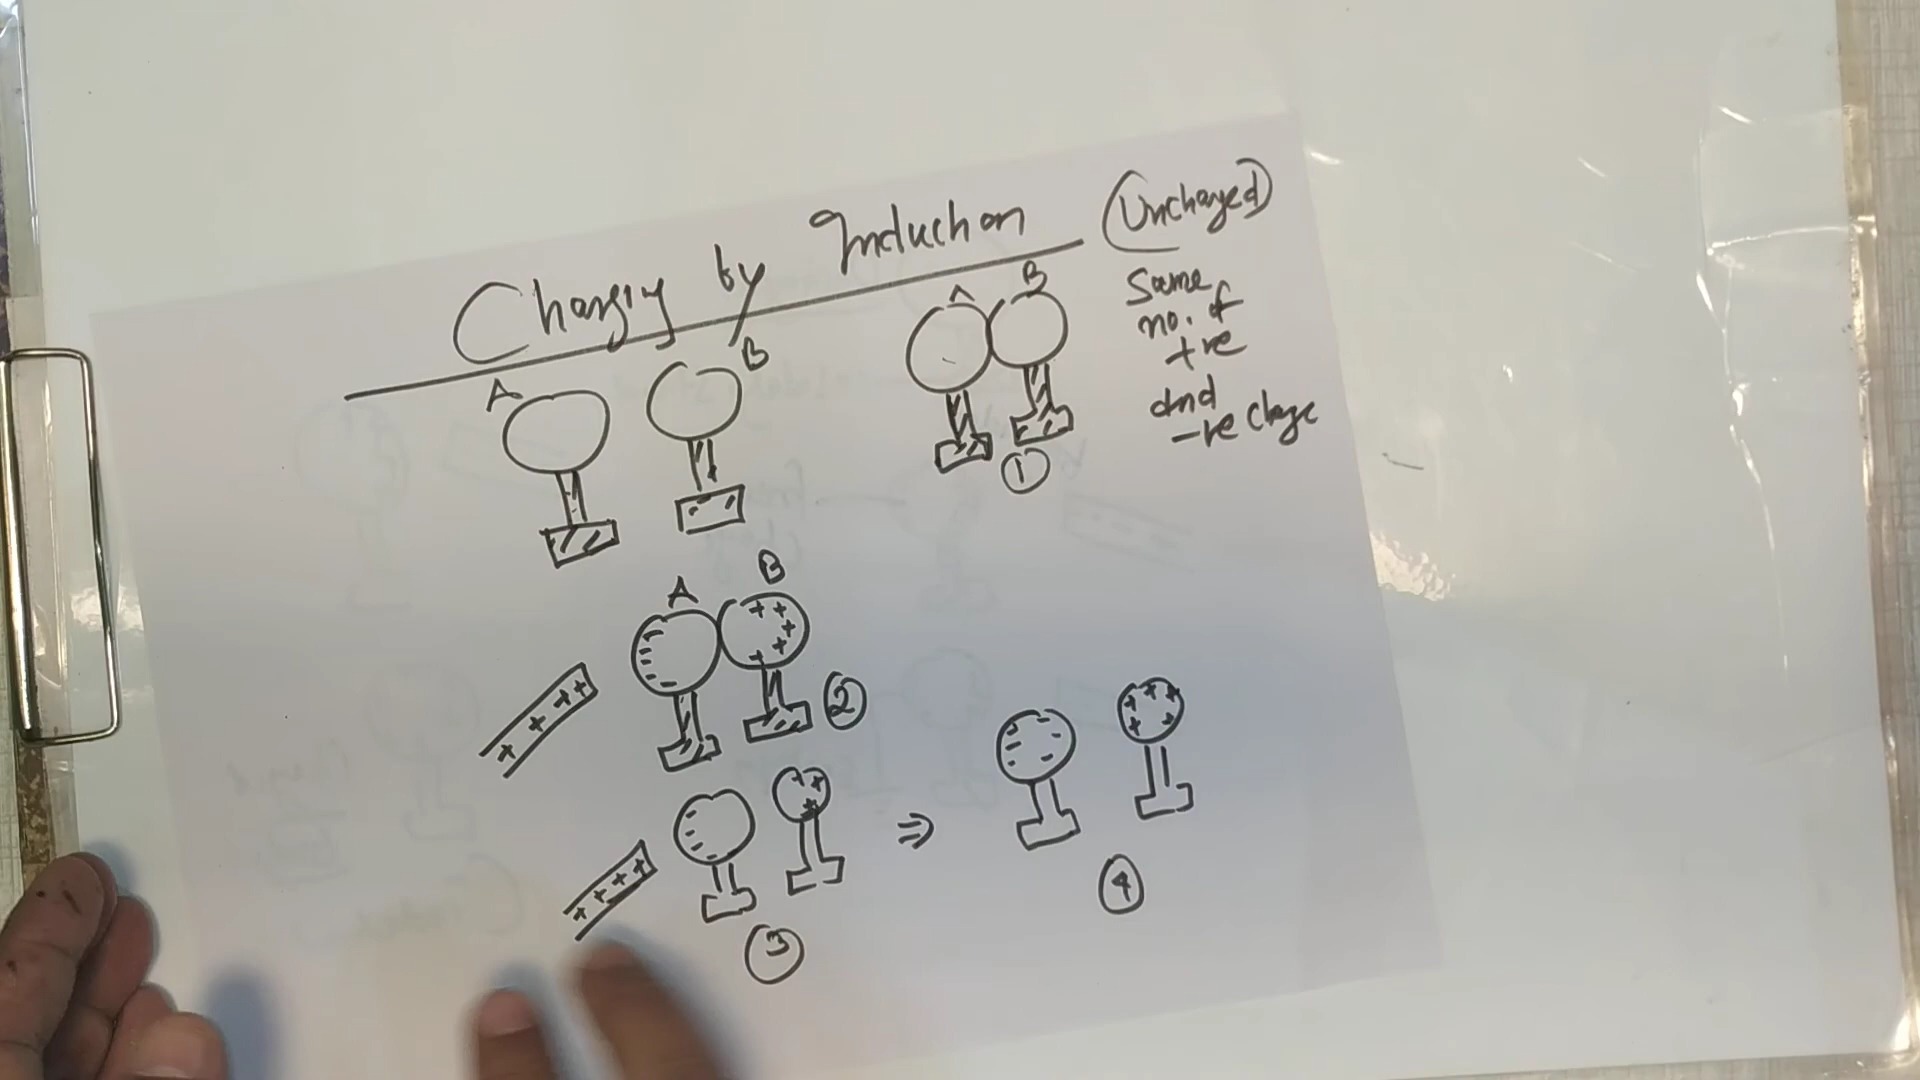 Charging by Induction
(Uncharged)
A B
A B
Same
no. of
+ve
and
-ve charge
1
A B
+ + + + +
+ + + +
2
+ + + +
3
⇒
4